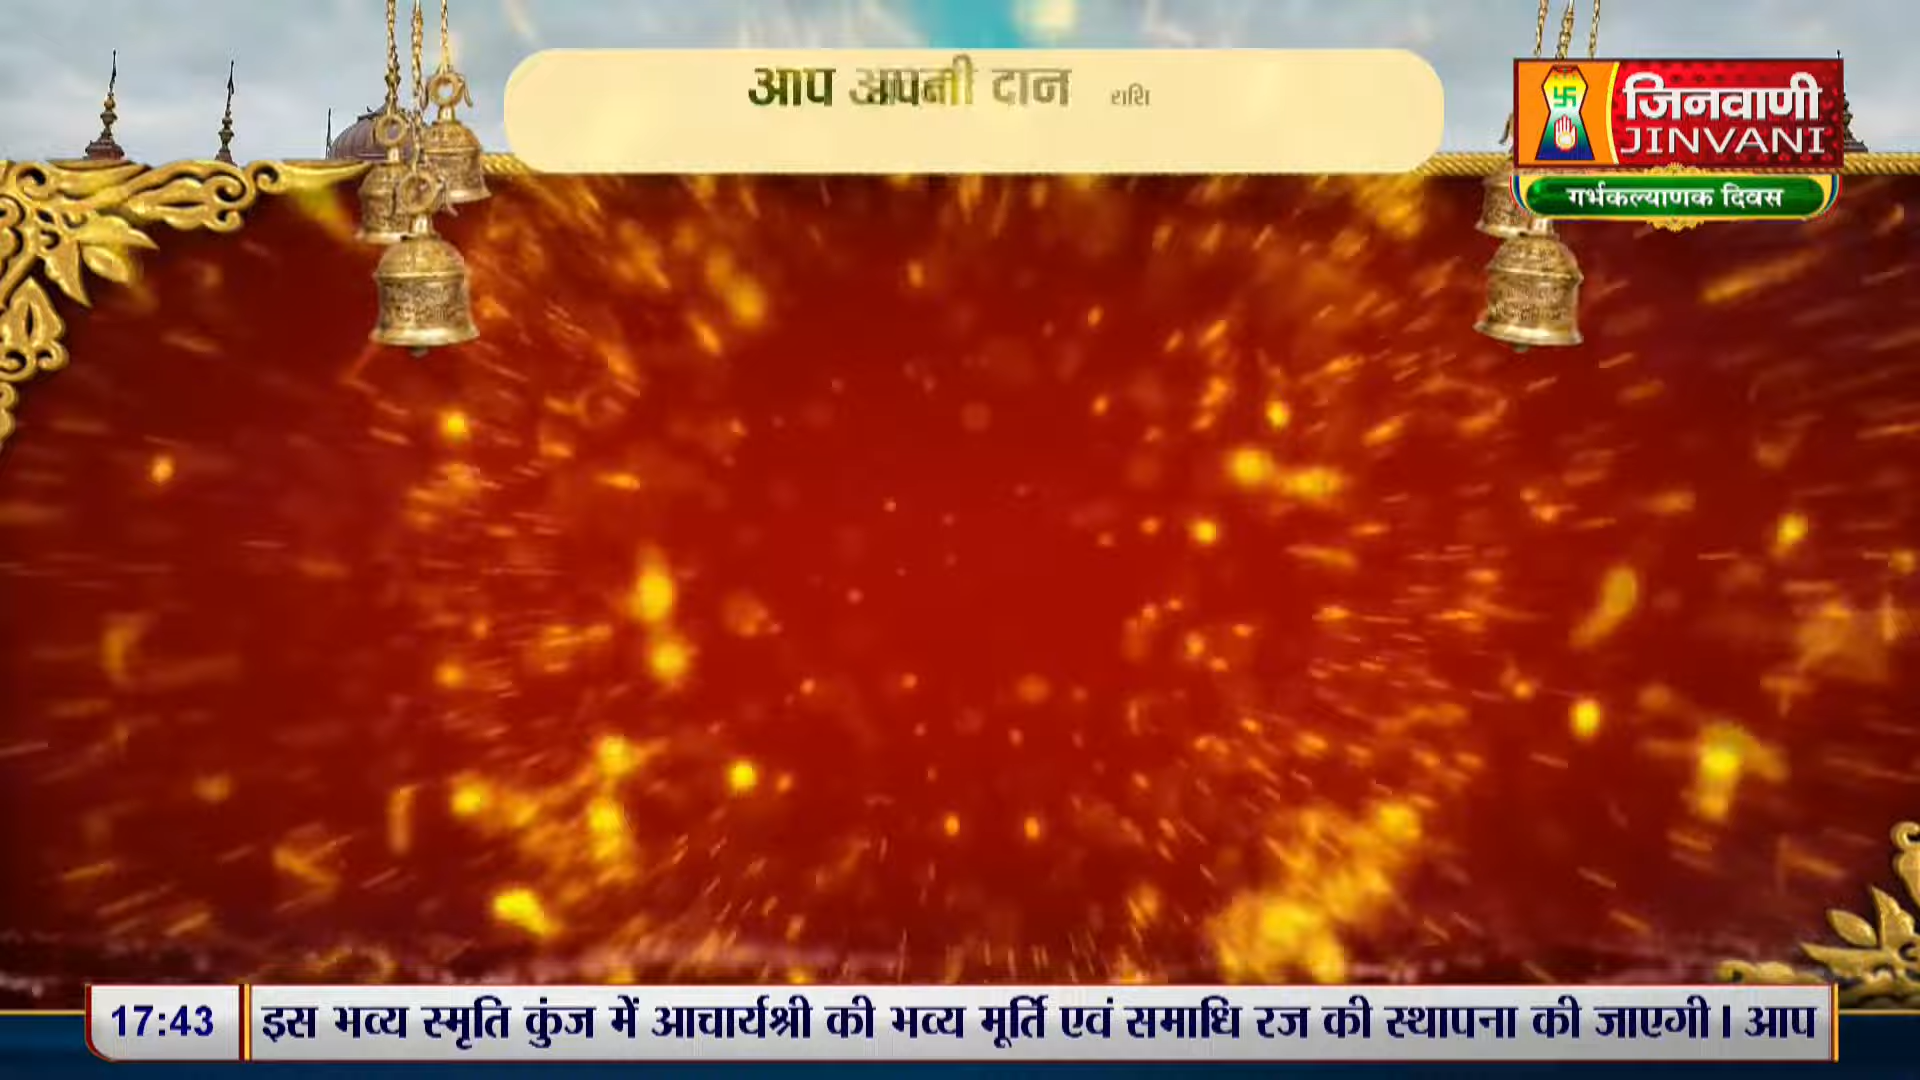 आप अपनी दान राशि
जिनवाणी
JINVANI
गर्भकल्याणक दिवस
17:43
इस भव्य स्मृति कुंज में आचार्यश्री की भव्य मूर्ति एवं समाधि रज की स्थापना की जाएगी। आप